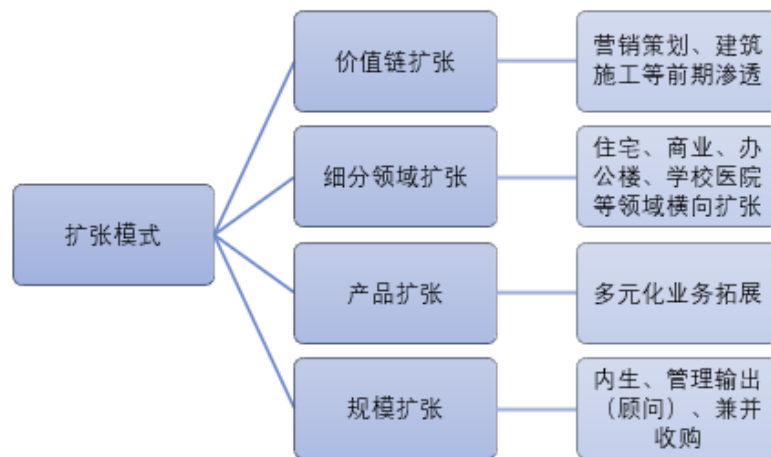 扩张模式
价值链扩张
营销策划、建筑
施工等前期渗透
细分领域扩张
住宅、商业、办
公楼、学校医院
等领域横向扩张
产品扩张
多元化业务拓展
规模扩张
内生、管理输出
（顾问）、兼并
收购